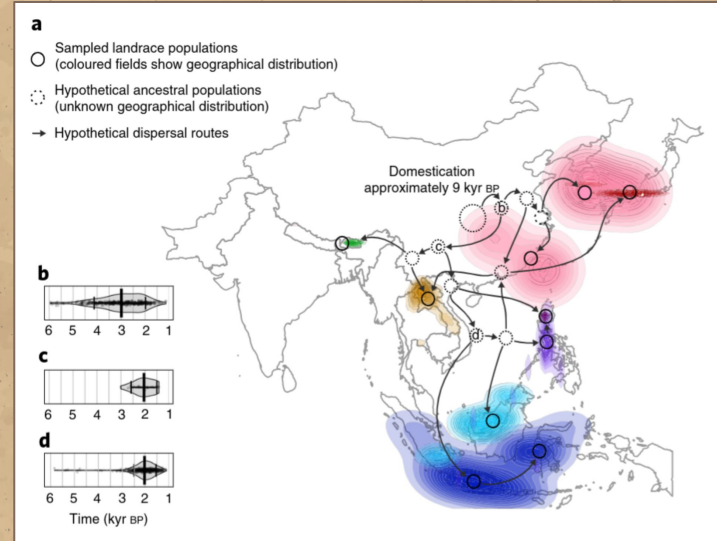 a
Sampled landrace populations
(coloured fields show geographical distribution)
Hypothetical ancestral populations
(unknown geographical distribution)
Hypothetical dispersal routes
Domestication
approximately 9 kyr BP
b
c
d
b
6 5 4 3 2 1
c
6 5 4 3 2 1
d
6 5 4 3 2 1
Time (kyr BP)